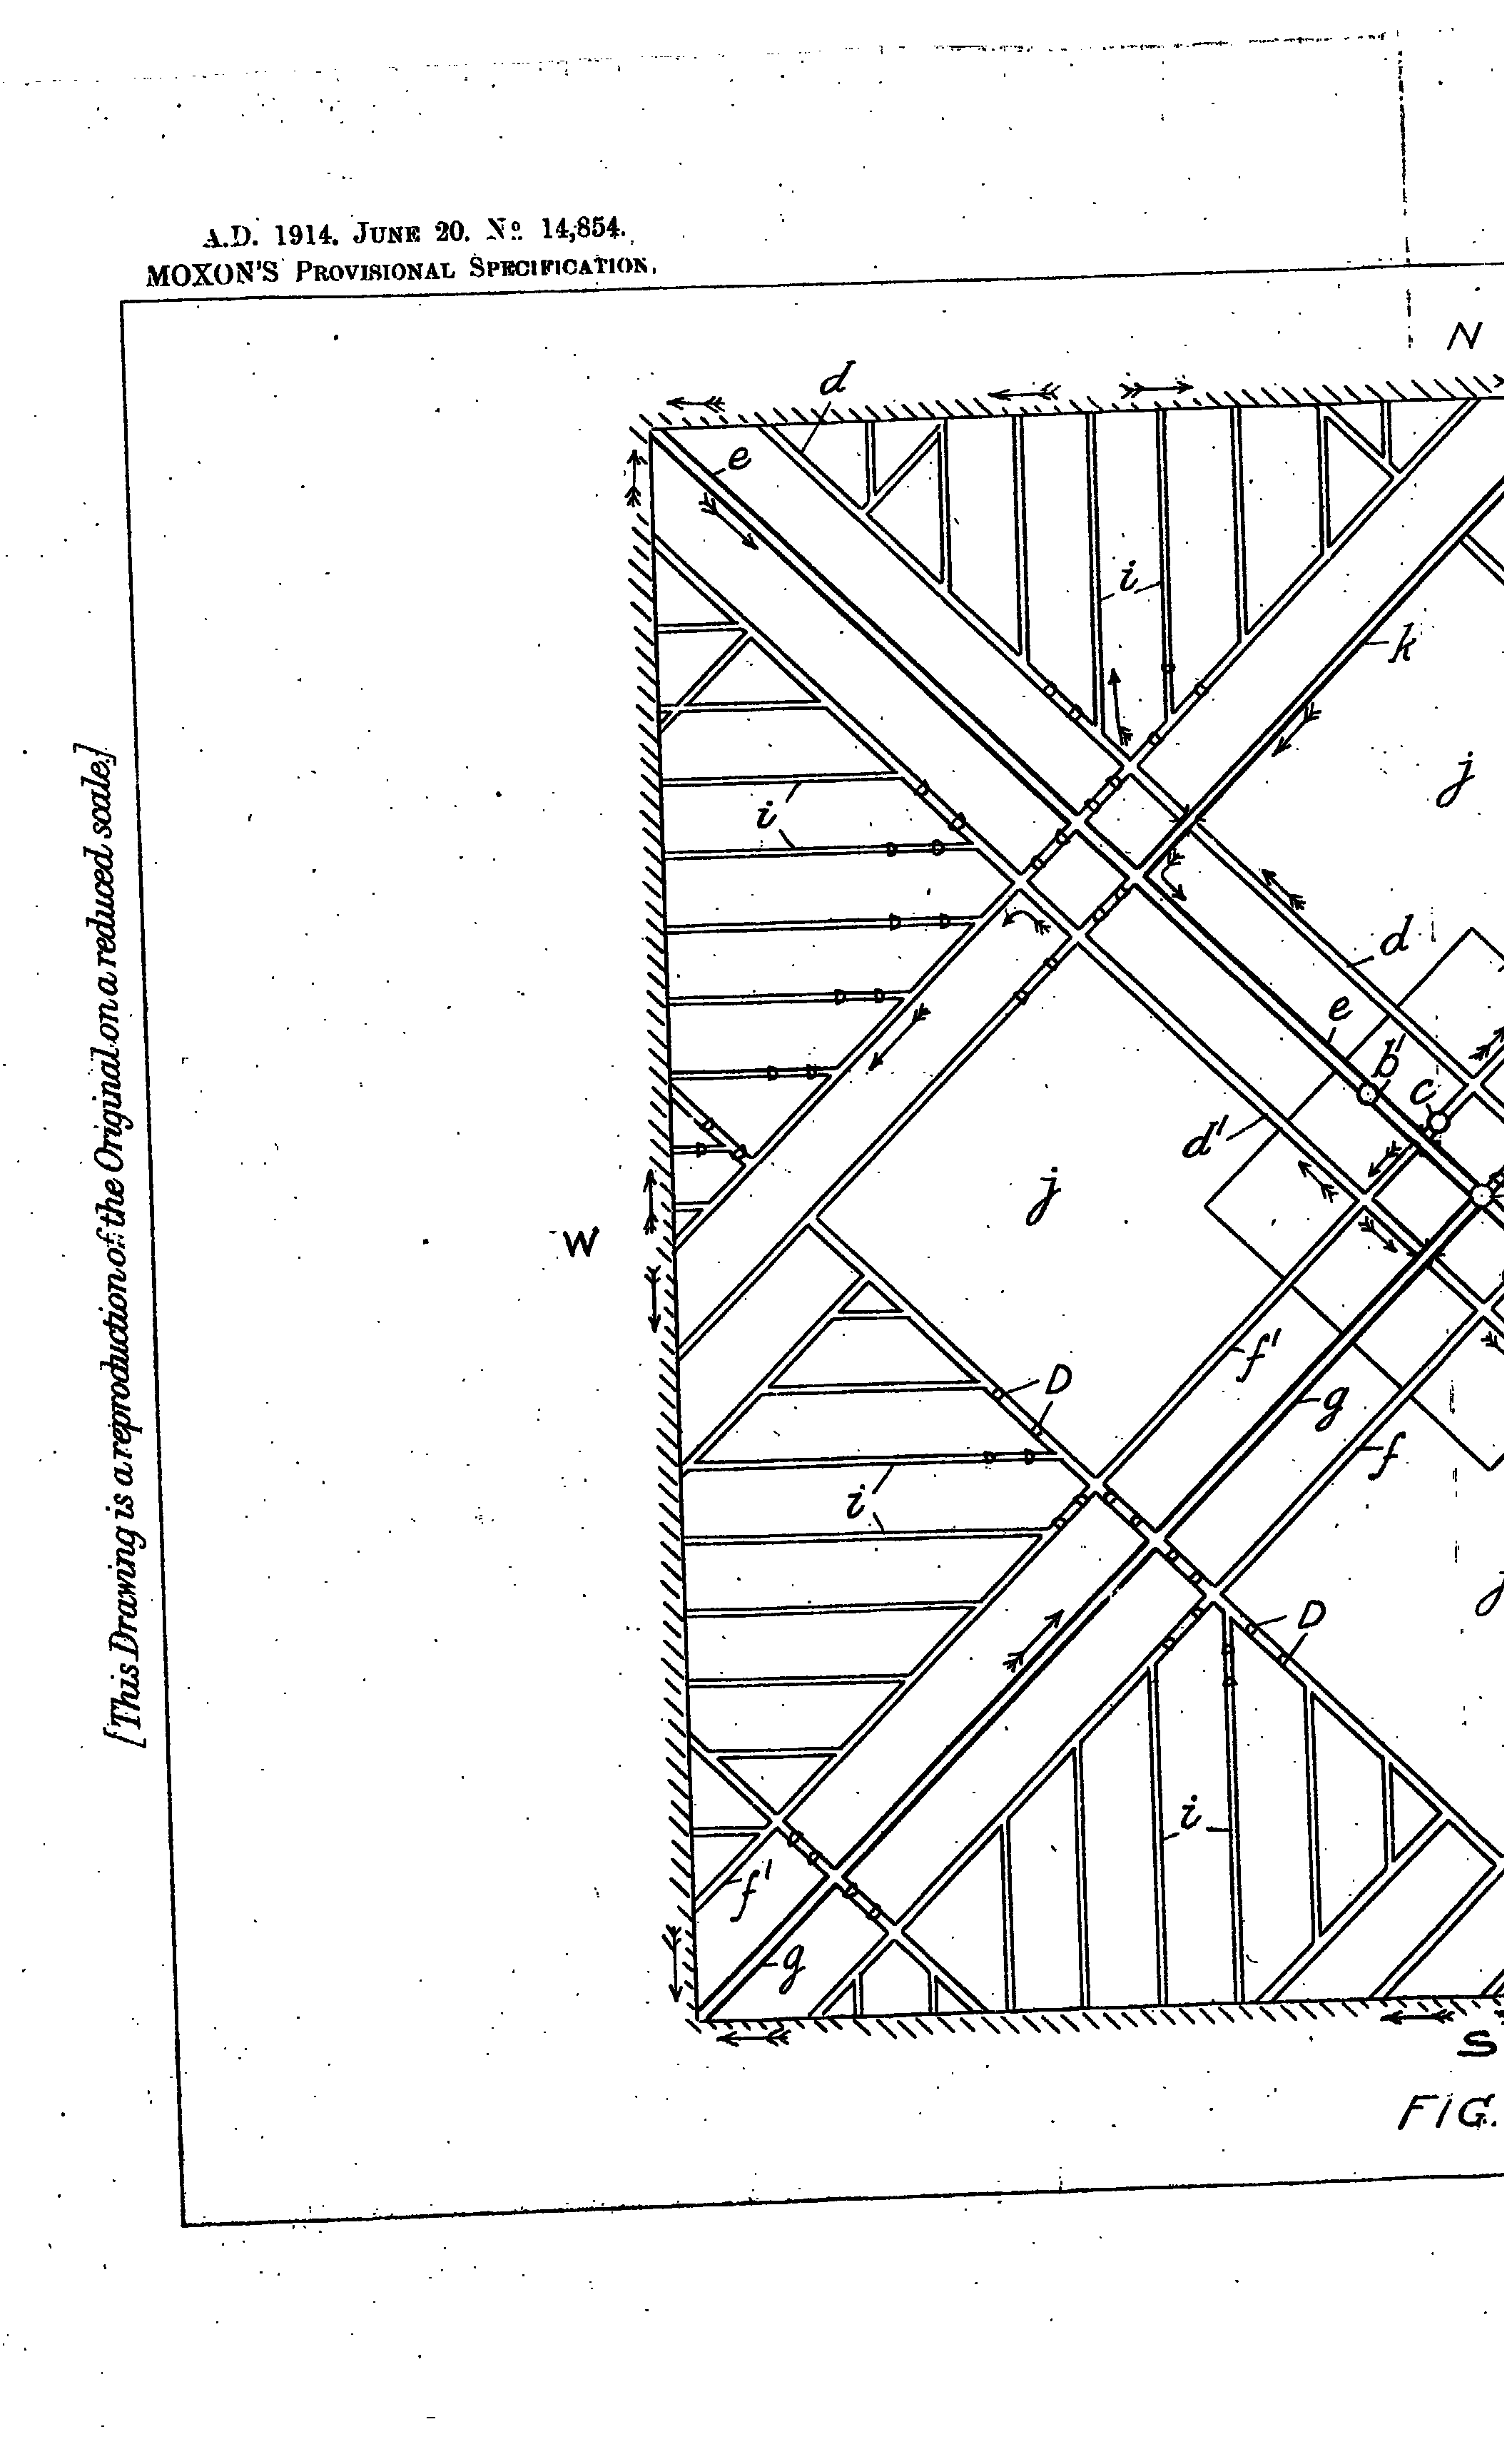 A.D. 1914. JUNE 20. Nº 14,854.
MOXON'S PROVISIONAL SPECIFICATION.
[This Drawing is a reproduction of the Original on a reduced scale.]
N
d
e
i
k
j
i
d
e
b'
c
d'
j
W
D
f'
g
f
i
D
j
i
f'
g
S
FIG.